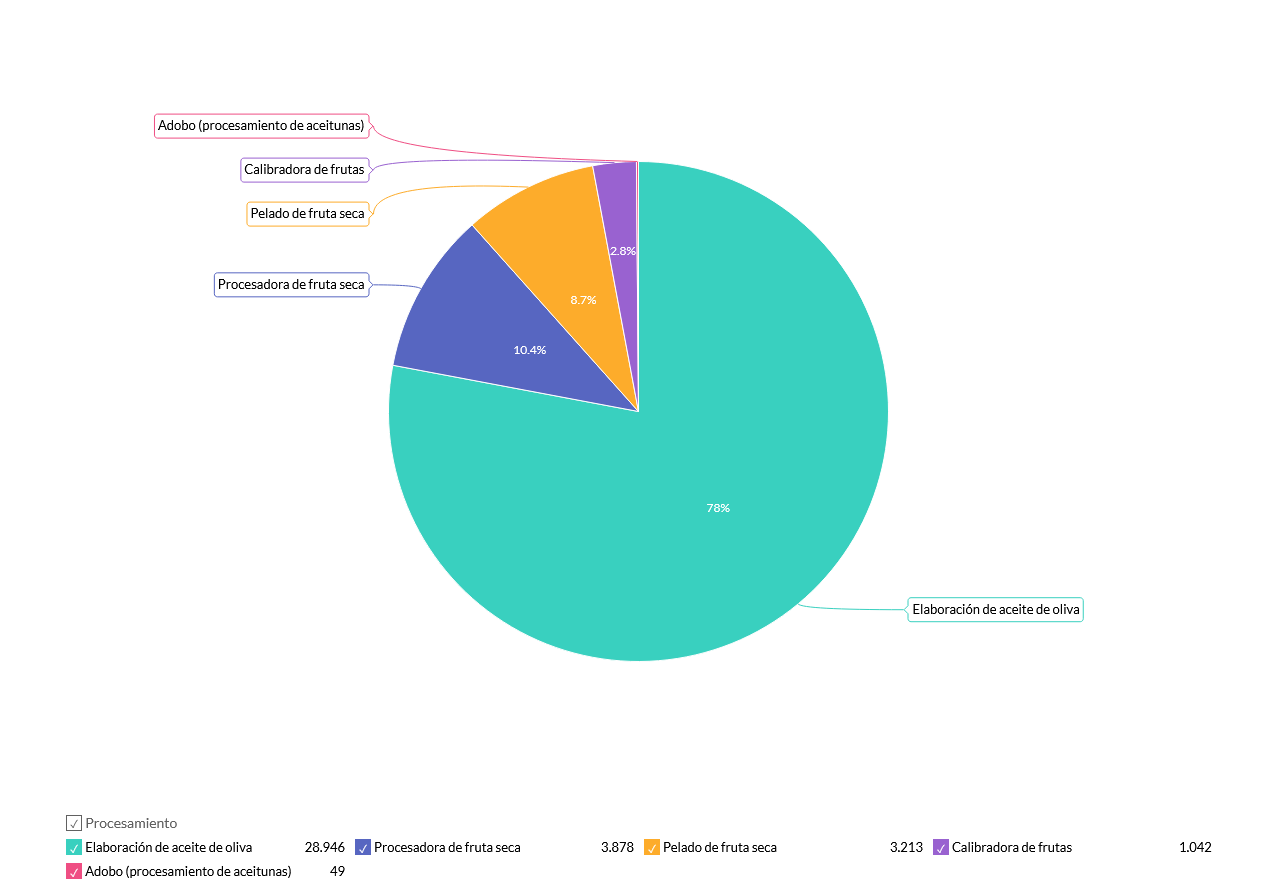 Adobo (procesamiento de aceitunas)
Calibradora de frutas
Pelado de fruta seca
2.8%
Procesadora de fruta seca
8.7%
10.4%
78%
Elaboración de aceite de oliva
Procesamiento
Elaboración de aceite de oliva 28.946 Procesadora de fruta seca 3.878 Pelado de fruta seca 3.213 Calibradora de frutas 1.042
Adobo (procesamiento de aceitunas) 49